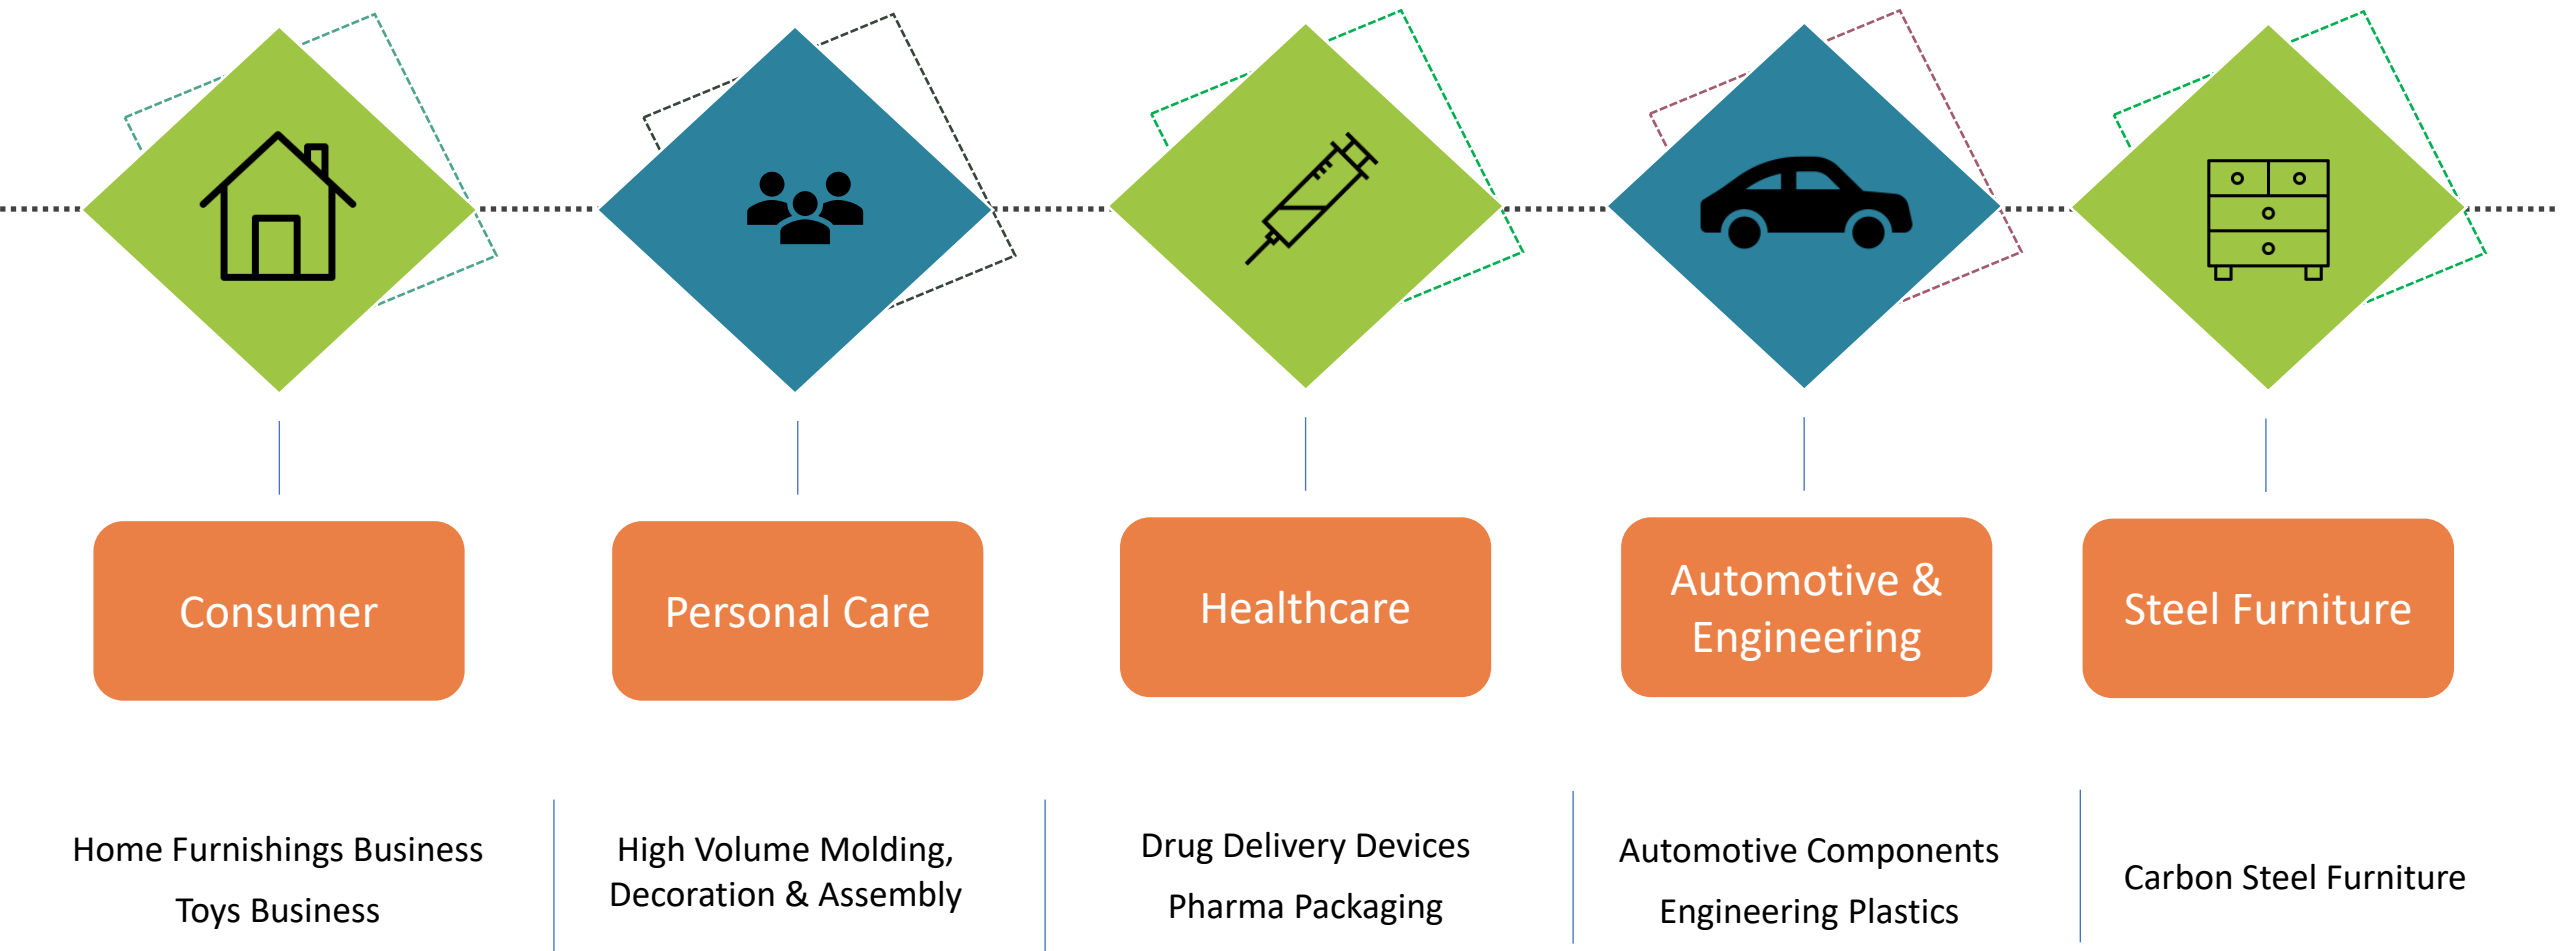 Consumer
Personal Care
Healthcare
Automotive &
Engineering
Steel Furniture
Home Furnishings Business
Toys Business
High Volume Molding,
Decoration & Assembly
Drug Delivery Devices
Pharma Packaging
Automotive Components
Engineering Plastics
Carbon Steel Furniture